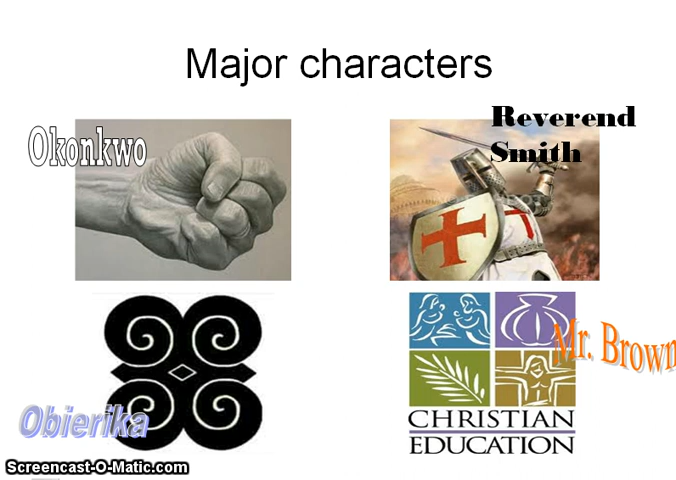 Major characters
Okonkwo
Reverend
Smith
Obierika
Mr. Brown
CHRISTIAN
EDUCATION
Screencast-O-Matic.com